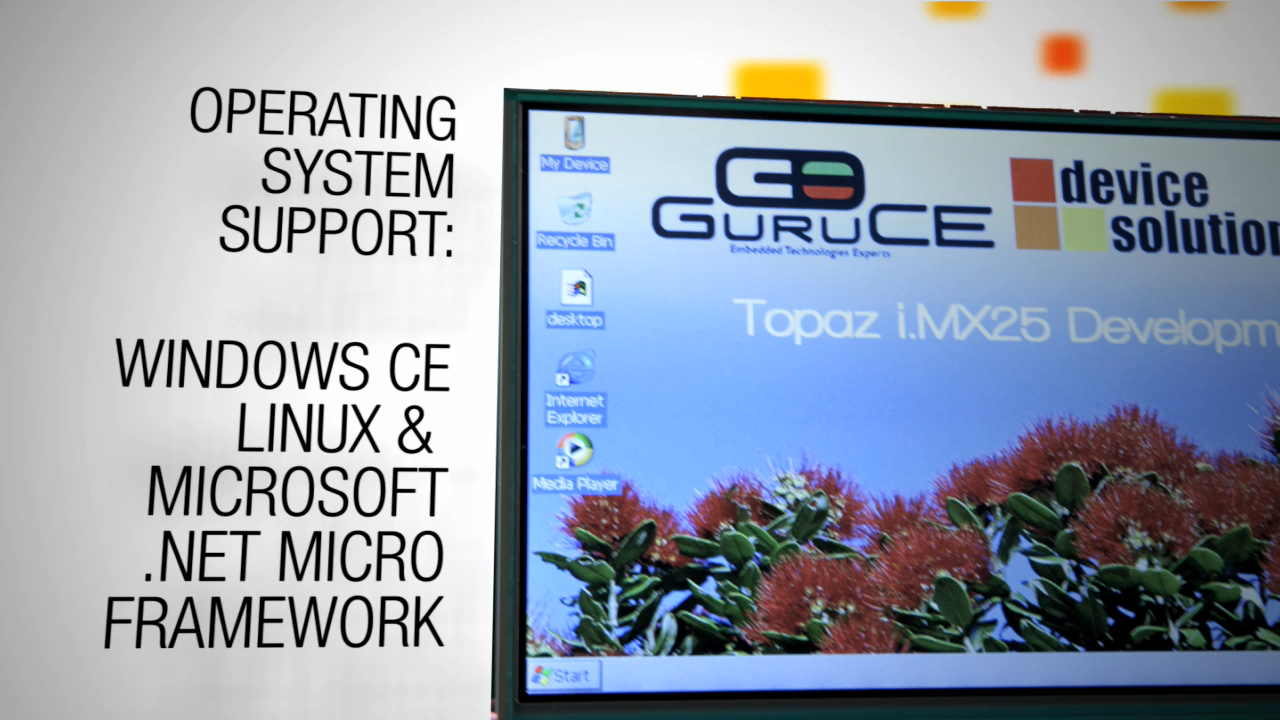 OPERATING
SYSTEM
SUPPORT:
WINDOWS CE
LINUX &
MICROSOFT
.NET MICRO
FRAMEWORK
My Device
Recycle Bin
desktop
Internet
Explorer
Media Player
Start
GURUCE
Embedded Technologies Experts
device
solution
Topaz i.MX25 Developm